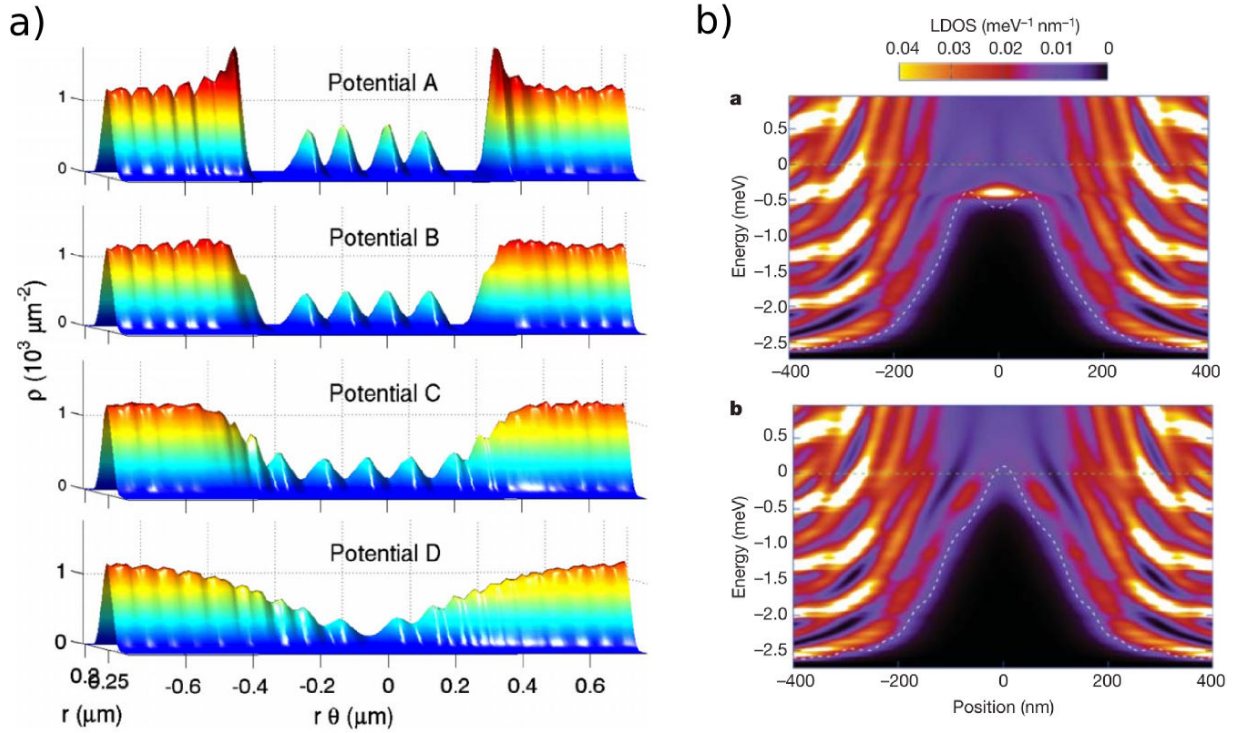 a)
Potential A
1
0
Potential B
1
0
Potential C
1
0
Potential D
1
0
ρ (10³ μm⁻²)
0.25
-0.6 -0.4 -0.2 0 0.2 0.4 0.6
r (μm)
r θ (μm)
b)
LDOS (meV⁻¹ nm⁻¹)
0.04 0.03 0.02 0.01 0
a
0.5
0
−0.5
−1.0
−1.5
−2.0
−2.5
Energy (meV)
−400 −200 0 200 400
b
0.5
0
−0.5
−1.0
−1.5
−2.0
−2.5
Energy (meV)
−400 −200 0 200 400
Position (nm)